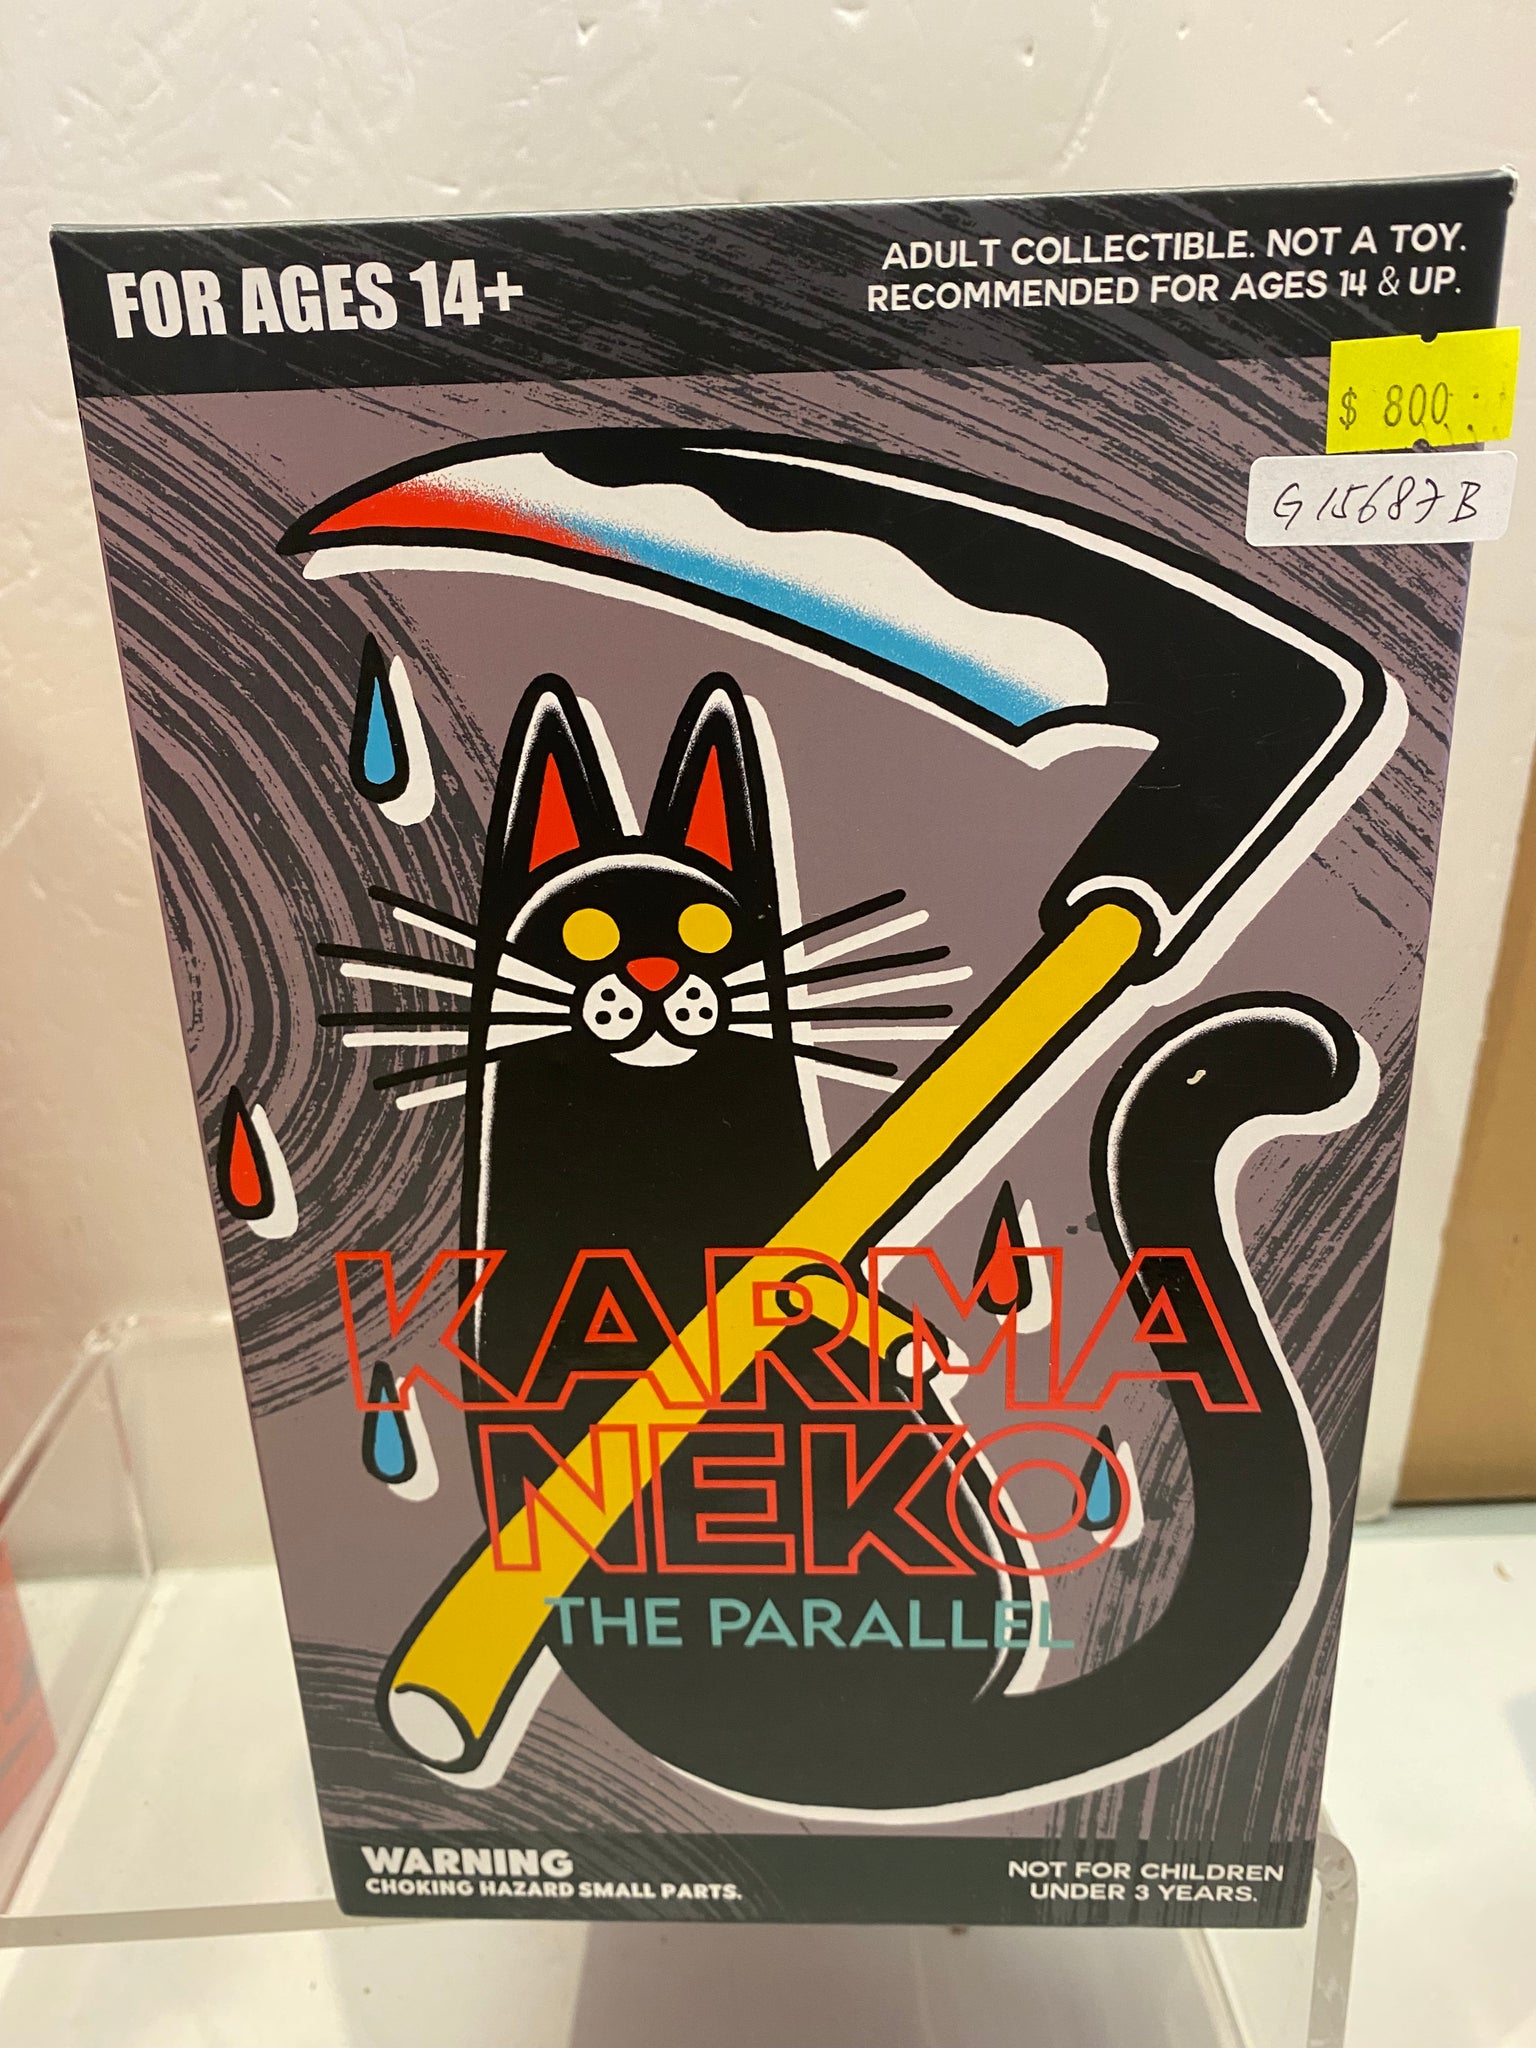 FOR AGES 14+
ADULT COLLECTIBLE. NOT A TOY.
RECOMMENDED FOR AGES 14 & UP.
$ 800
G15687B
KARMA
NEKO
THE PARALLEL
WARNING
CHOKING HAZARD SMALL PARTS.
NOT FOR CHILDREN
UNDER 3 YEARS.